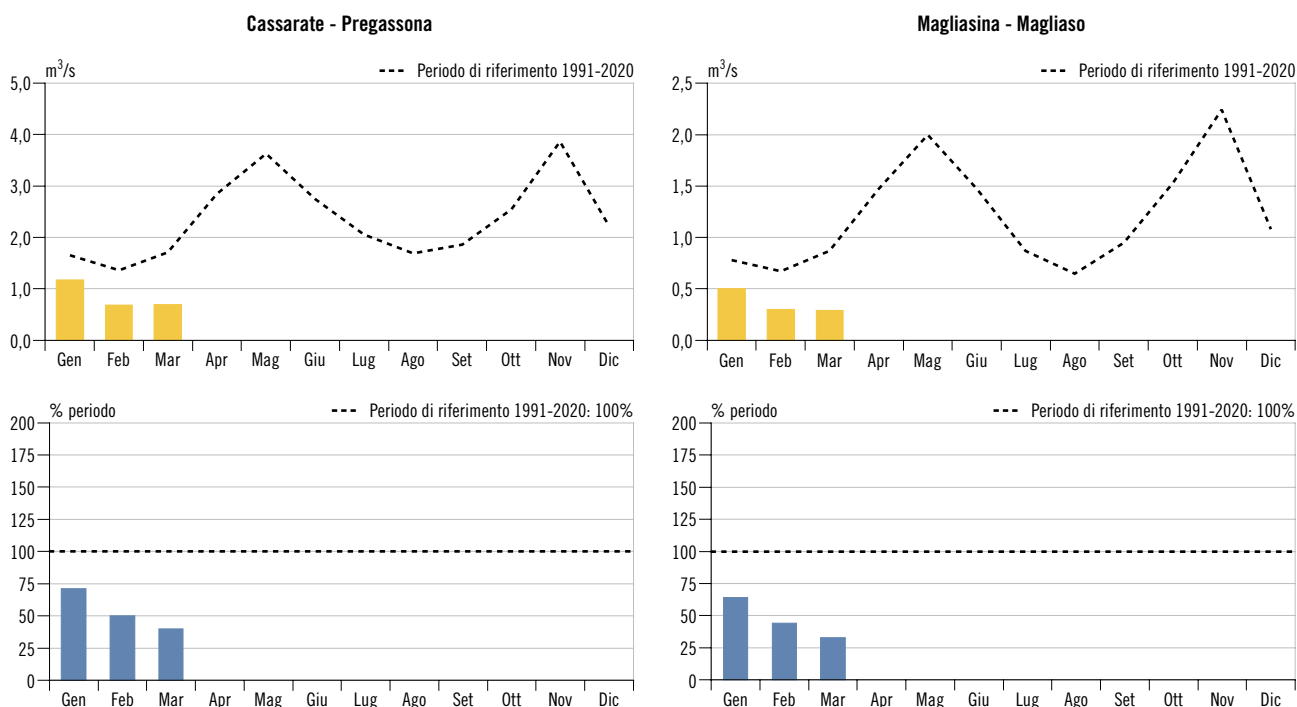 Cassarate - Pregassona
m³/s
Periodo di riferimento 1991-2020
5,0
4,0
3,0
2,0
1,0
0,0
Gen Feb Mar Apr Mag Giu Lug Ago Set Ott Nov Dic
Magliasina - Magliaso
m³/s
Periodo di riferimento 1991-2020
2,5
2,0
1,5
1,0
0,5
0,0
Gen Feb Mar Apr Mag Giu Lug Ago Set Ott Nov Dic
% periodo
Periodo di riferimento 1991-2020: 100%
200
175
150
125
100
75
50
25
0
Gen Feb Mar Apr Mag Giu Lug Ago Set Ott Nov Dic
% periodo
Periodo di riferimento 1991-2020: 100%
200
175
150
125
100
75
50
25
0
Gen Feb Mar Apr Mag Giu Lug Ago Set Ott Nov Dic